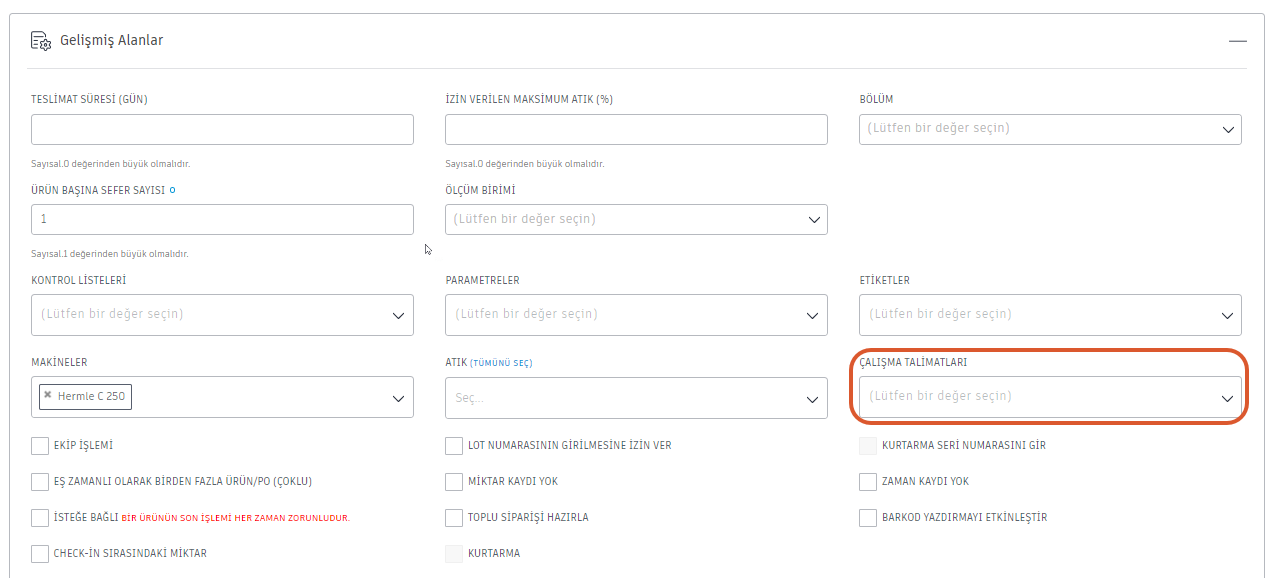 Gelişmiş Alanlar
TESLİMAT SÜRESİ (GÜN)
İZİN VERİLEN MAKSİMUM ATIK (%)
BÖLÜM
(Lütfen bir değer seçin)
Sayısal.0 değerinden büyük olmalıdır.
Sayısal.0 değerinden büyük olmalıdır.
ÜRÜN BAŞINA SEFER SAYISI
ÖLÇÜM BİRİMİ
1
(Lütfen bir değer seçin)
Sayısal.1 değerinden büyük olmalıdır.
KONTROL LİSTELERİ
PARAMETRELER
ETİKETLER
(Lütfen bir değer seçin)
(Lütfen bir değer seçin)
(Lütfen bir değer seçin)
MAKİNELER
ATIK (TÜMÜNÜ SEÇ)
ÇALIŞMA TALİMATLARI
Hermle C 250
Seç...
(Lütfen bir değer seçin)
EKİP İŞLEMİ
LOT NUMARASININ GİRİLMESİNE İZİN VER
KURTARMA SERİ NUMARASINI GİR
EŞ ZAMANLI OLARAK BİRDEN FAZLA ÜRÜN/PO (ÇOKLU)
MİKTAR KAYDI YOK
ZAMAN KAYDI YOK
İSTEĞE BAĞLI BİR ÜRÜNÜN SON İŞLEMİ HER ZAMAN ZORUNLUDUR.
TOPLU SİPARİŞİ HAZIRLA
BARKOD YAZDIRMAYI ETKİNLEŞTİR
CHECK-İN SIRASINDAKİ MİKTAR
KURTARMA